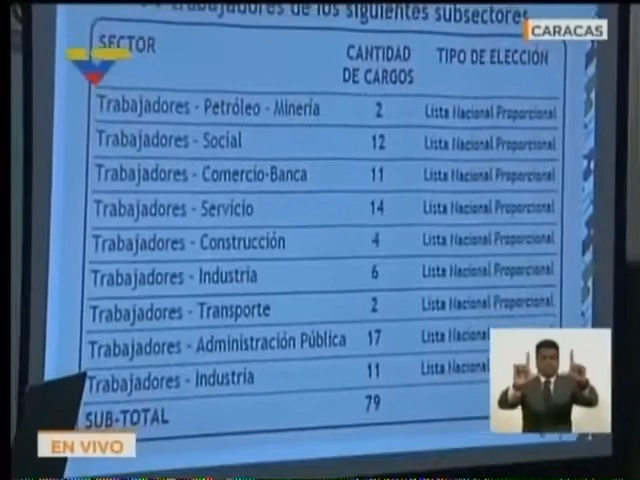 trabajadores de los siguientes subsectores
CARACAS
SECTOR CANTIDAD DE CARGOS TIPO DE ELECCIÓN
Trabajadores - Petróleo - Minería 2 Lista Nacional Proporcional
Trabajadores - Social 12 Lista Nacional Proporcional
Trabajadores - Comercio-Banca 11 Lista Nacional Proporcional
Trabajadores - Servicio 14 Lista Nacional Proporcional
Trabajadores - Construcción 4 Lista Nacional Proporcional
Trabajadores - Industria 6 Lista Nacional Proporcional
Trabajadores - Transporte 2 Lista Nacional Proporcional
Trabajadores - Administración Pública 17 Lista Nacional
Trabajadores - Industria 11 Lista Nacional
SUB-TOTAL 79
EN VIVO